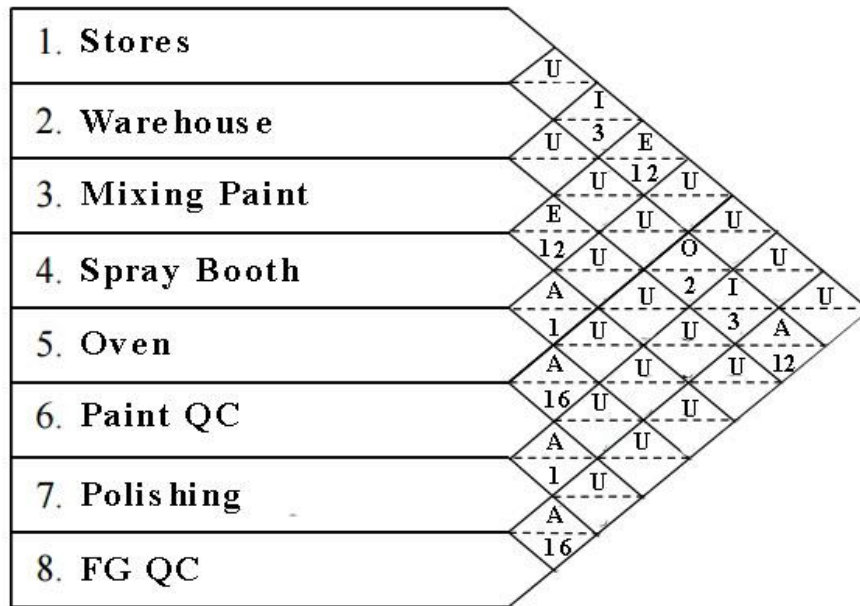 1. Stores
U
I
2. Warehouse
3
U E
12
U U
3. Mixing Paint
E U U
12 U O U
4. Spray Booth
A U 2 I U
1 U U 3 A
5. Oven
A U U 12
16 U U
6. Paint QC
A U
1 U
7. Polishing
A
16
8. FG QC